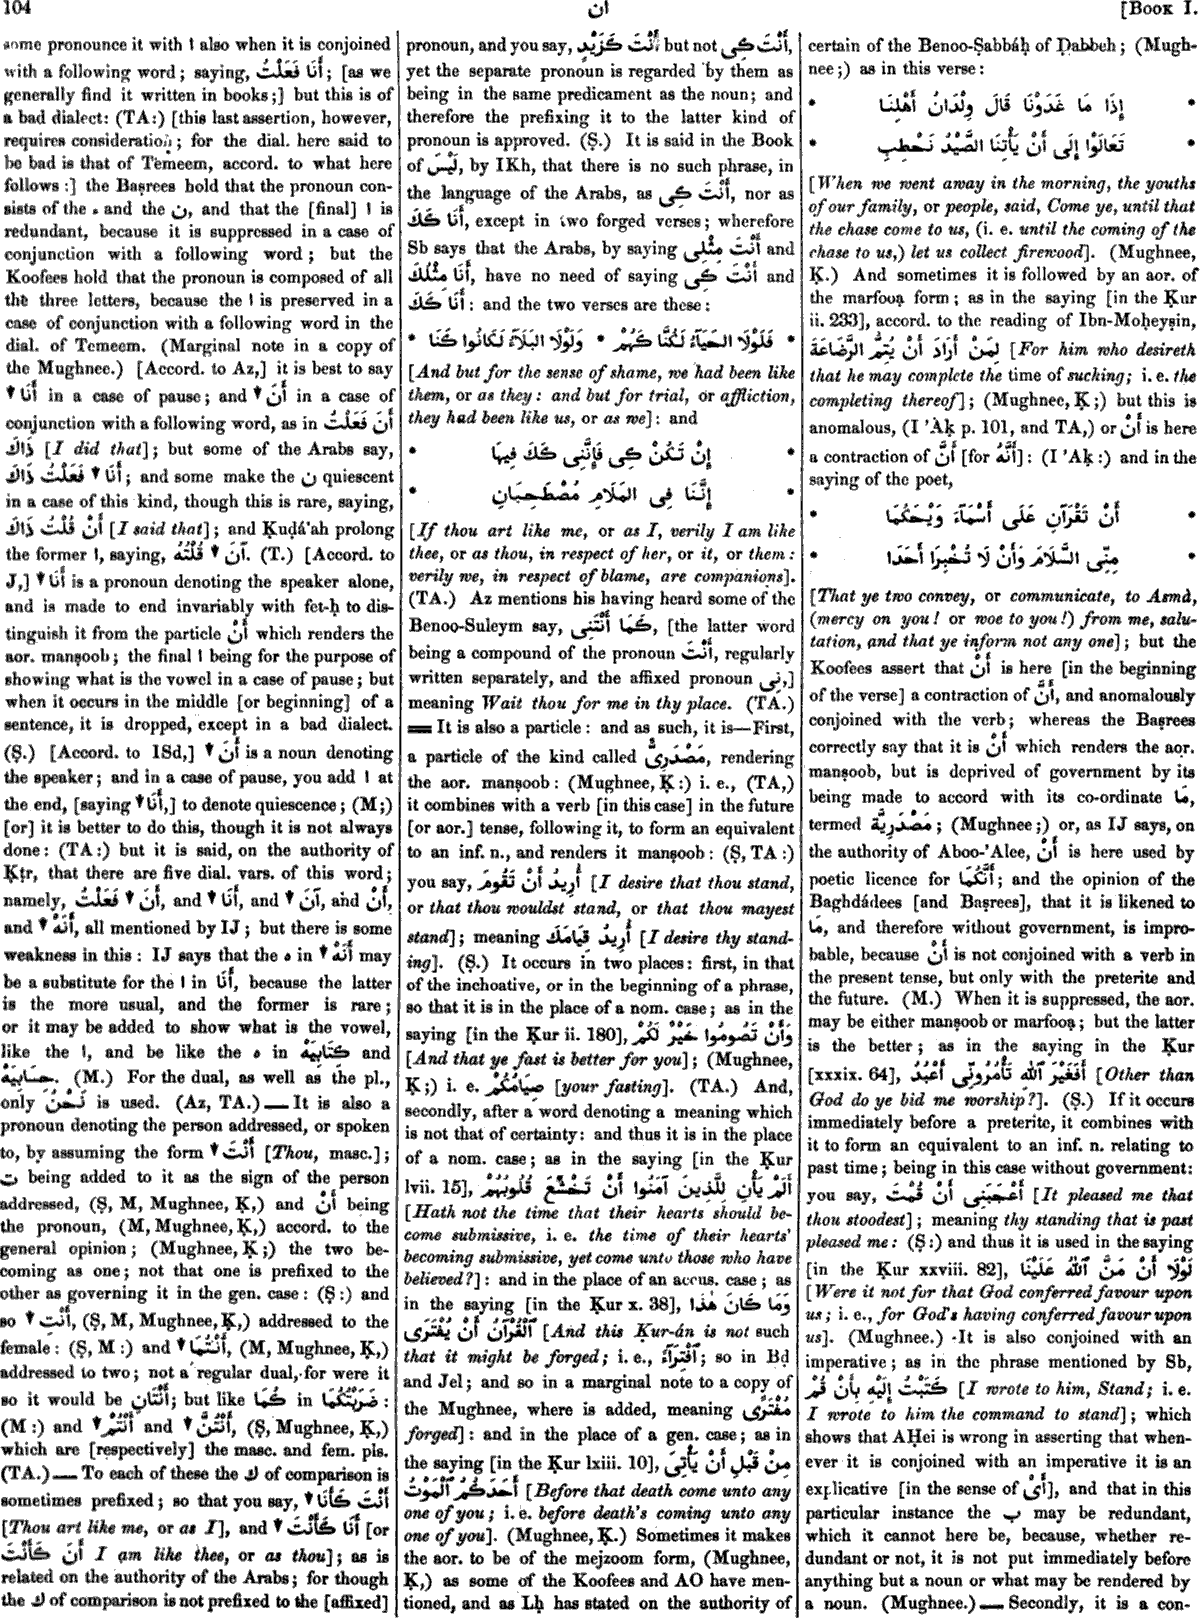 104
ان
[Book I.
some pronounce it with ا also when it is conjoined
with a following word; saying, أَنَا فَعَلْتُ; [as we
generally find it written in books;] but this is of
a bad dialect: (TA:) [this last assertion, however,
requires consideration; for the dial. here said to
be bad is that of Temeem, accord. to what here
follows:] the Baṣrees hold that the pronoun con-
sists of the ء and the ن, and that the [final] ا is
redundant, because it is suppressed in a case of
conjunction with a following word; but the
Koofees hold that the pronoun is composed of all
the three letters, because the ا is preserved in a
case of conjunction with a following word in the
dial. of Temeem. (Marginal note in a copy of
the Mughnee.) [Accord. to Az,] it is best to say
▼ أَنَا in a case of pause; and ▼ أَنَ in a case of
conjunction with a following word, as in أَنَ فَعَلْتُ
ذَاكَ [I did that]; but some of the Arabs say,
▼ أَنَا فَعَلْتُ ذَاكَ; and some make the ن quiescent
in a case of this kind, though this is rare, saying,
أَنْ قُلْتُ ذَاكَ [I said that]; and Ḳuḍá'ah prolong
the former ا, saying, ▼ آنَ قُلْتُهُ. (T.) [Accord. to
J,] ▼ أَنَا is a pronoun denoting the speaker alone,
and is made to end invariably with fet-ḥ to dis-
tinguish it from the particle أَنْ which renders the
aor. manṣoob; the final ا being for the purpose of
showing what is the vowel in a case of pause; but
when it occurs in the middle [or beginning] of a
sentence, it is dropped, except in a bad dialect.
(Ṣ.) [Accord. to ISd,] ▼ أَنَ is a noun denoting
the speaker; and in a case of pause, you add ا at
the end, [saying ▼ أَنَا,] to denote quiescence; (M;)
[or] it is better to do this, though it is not always
done: (TA:) but it is said, on the authority of
Ḳṭr, that there are five dial. vars. of this word;
namely, ▼ أَنَ فَعَلْتُ, and ▼ أَنَا, and ▼ آنَ, and أَنْ,
and ▼ أَنَهْ, all mentioned by IJ; but there is some
weakness in this: IJ says that the ه in ▼ أَنَهْ may
be a substitute for the ا in أَنَا, because the latter
is the more usual, and the former is rare;
or it may be added to show what is the vowel,
like the ا, and be like the ه in كِتَابِيَهْ and
حِسَابِيَهْ. (M.) For the dual, as well as the pl.,
only نَحْنُ is used. (Az, TA.) — It is also a
pronoun denoting the person addressed, or spoken
to, by assuming the form ▼ أَنْتَ [Thou, masc.];
ت being added to it as the sign of the person
addressed, (Ṣ, M, Mughnee, Ḳ,) and أَنْ being
the pronoun, (M, Mughnee, Ḳ,) accord. to the
general opinion; (Mughnee, Ḳ;) the two be-
coming as one; not that one is prefixed to the
other as governing it in the gen. case: (Ṣ:) and
so ▼ أَنْتِ, (Ṣ, M, Mughnee, Ḳ,) addressed to the
female: (Ṣ, M:) and ▼ أَنْتُمَا, (M, Mughnee, Ḳ,)
addressed to two; not a regular dual, for were it
so it would be أَنْتَانِ; but like كُمَا in ضَرَبْتُكُمَا:
(M:) and ▼ أَنْتُمْ and ▼ أَنْتُنَّ, (Ṣ, Mughnee, Ḳ,)
which are [respectively] the masc. and fem. pls.
(TA.) — To each of these the ك of comparison is
sometimes prefixed; so that you say, ▼ أَنْتَ كَأَنَا
[Thou art like me, or as I], and ▼ أَنَا كَأَنْتَ [or
أَنَ كَأَنْتَ I am like thee, or as thou]; as is
related on the authority of the Arabs; for though
the ك of comparison is not prefixed to the [affixed]
pronoun, and you say, أَنْتَ كَزَيْدٍ but not أَنْتَ كِى,
yet the separate pronoun is regarded by them as
being in the same predicament as the noun; and
therefore the prefixing it to the latter kind of
pronoun is approved. (Ṣ.) It is said in the Book
of لَيْسَ, by IKh, that there is no such phrase, in
the language of the Arabs, as أَنْتَ كِى, nor as
أَنَا كَكَ, except in two forged verses; wherefore
Sb says that the Arabs, by saying أَنْتَ مِثْلِى and
أَنَا مِثْلُكَ, have no need of saying أَنْتَ كِى and
أَنَا كَكَ: and the two verses are these:
* فَلَوْلَا الحَيَآءُ لَكُنَّا كَهُمْ * وَلَوْلَا البَلَآءُ لَكَانُوا كَنَا *
[And but for the sense of shame, we had been like
them, or as they: and but for trial, or affliction,
they had been like us, or as we]: and
* إِنْ تَكُنْ كِى فَإِنَّنِى كَكَ فِيهَا *
* إِنَّنَا فِى المَلَامِ مُصْطَحِبَانِ *
[If thou art like me, or as I, verily I am like
thee, or as thou, in respect of her, or it, or them:
verily we, in respect of blame, are companions].
(TA.) Az mentions his having heard some of the
Benoo-Suleym say, كَمَا أَنْتَنِى, [the latter word
being a compound of the pronoun أَنْتَ, regularly
written separately, and the affixed pronoun نِى,]
meaning Wait thou for me in thy place. (TA.)
═ It is also a particle: and as such, it is—First,
a particle of the kind called مَصْدَرِىٌّ, rendering
the aor. manṣoob: (Mughnee, Ḳ:) i. e., (TA,)
it combines with a verb [in this case] in the future
[or aor.] tense, following it, to form an equivalent
to an inf. n., and renders it manṣoob: (Ṣ, TA:)
you say, أُرِيدُ أَنْ تَقُومَ [I desire that thou stand,
or that thou wouldst stand, or that thou mayest
stand]; meaning أُرِيدُ قِيَامَكَ [I desire thy stand-
ing]. (Ṣ.) It occurs in two places: first, in that
of the inchoative, or in the beginning of a phrase,
so that it is in the place of a nom. case; as in the
saying [in the Ḳur ii. 180], وَأَنْ تَصُومُوا خَيْرٌ لَكُمْ
[And that ye fast is better for you]; (Mughnee,
Ḳ;) i. e. صِيَامُكُمْ [your fasting]. (TA.) And,
secondly, after a word denoting a meaning which
is not that of certainty: and thus it is in the place
of a nom. case; as in the saying [in the Ḳur
lvii. 15], أَلَمْ يَأْنِ لِلَّذِينَ آمَنُوا أَنْ تَخْشَعَ قُلُوبُهُمْ
[Hath not the time that their hearts should be-
come submissive, i. e. the time of their hearts'
becoming submissive, yet come unto those who have
believed?]: and in the place of an accus. case; as
in the saying [in the Ḳur x. 38], وَمَا كَانَ هٰذَا
ٱلْقُرْآنُ أَنْ يُفْتَرَى [And this Ḳur-án is not such
that it might be forged; i. e., اِفْتِرَآءً; so in Bḍ
and Jel; and so in a marginal note to a copy of
the Mughnee, where is added, meaning مُفْتَرًى
forged]: and in the place of a gen. case; as in
the saying [in the Ḳur lxiii. 10], مِنْ قَبْلِ أَنْ يَأْتِىَ
أَحَدَكُمُ ٱلْمَوْتُ [Before that death come unto any
one of you; i. e. before death's coming unto any
one of you]. (Mughnee, Ḳ.) Sometimes it makes
the aor. to be of the mejzoom form, (Mughnee,
Ḳ,) as some of the Koofees and AO have men-
tioned, and as Lḥ has stated on the authority of
certain of the Benoo-Ṣabbáḥ of Ḍabbeh; (Mugh-
nee;) as in this verse:
* إِذَا مَا غَدَوْنَا قَالَ وِلْدَانُ أَهْلِنَا *
* تَعَالَوْا إِلَى أَنْ يَأْتِنَا الصَّيْدُ نَحْطِبِ *
[When we went away in the morning, the youths
of our family, or people, said, Come ye, until that
the chase come to us, (i. e. until the coming of the
chase to us,) let us collect firewood]. (Mughnee,
Ḳ.) And sometimes it is followed by an aor. of
the marfooạ form; as in the saying [in the Ḳur
ii. 233], accord. to the reading of Ibn-Moḥeyṣin,
لِمَنْ أَرَادَ أَنْ يُتِمُّ الرَّضَاعَةَ [For him who desireth
that he may complete the time of sucking; i. e. the
completing thereof]; (Mughnee, Ḳ;) but this is
anomalous, (I 'Aḳ p. 101, and TA,) or أَنْ is here
a contraction of أَنَّ [for أَنَّهُ]: (I 'Aḳ:) and in the
saying of the poet,
* أَنْ تَقْرَآنِ عَلَى أَسْمَآءَ وَيْحَكُمَا *
* مِنِّى السَّلَامَ وَأَنْ لَا تُخْبِرَا أَحَدَا *
[That ye two convey, or communicate, to Asmà,
(mercy on you! or woe to you!) from me, salu-
tation, and that ye inform not any one]; but the
Koofees assert that أَنْ is here [in the beginning
of the verse] a contraction of أَنَّ, and anomalously
conjoined with the verb; whereas the Baṣrees
correctly say that it is أَنْ which renders the aor.
manṣoob, but is deprived of government by its
being made to accord with its co-ordinate مَا,
termed مَصْدَرِيَّة; (Mughnee;) or, as IJ says, on
the authority of Aboo-'Alee, أَنْ is here used by
poetic licence for أَنَّكُمَا; and the opinion of the
Baghdádees [and Baṣrees], that it is likened to
مَا, and therefore without government, is impro-
bable, because أَنْ is not conjoined with a verb in
the present tense, but only with the preterite and
the future. (M.) When it is suppressed, the aor.
may be either manṣoob or marfooạ; but the latter
is the better; as in the saying in the Ḳur
[xxxix. 64], أَفَغَيْرَ ٱللّٰهِ تَأْمُرُونِّى أَعْبُدُ [Other than
God do ye bid me worship?]. (Ṣ.) If it occurs
immediately before a preterite, it combines with
it to form an equivalent to an inf. n. relating to
past time; being in this case without government:
you say, أَعْجَبَنِى أَنْ قُمْتَ [It pleased me that
thou stoodest]; meaning thy standing that is past
pleased me: (Ṣ:) and thus it is used in the saying
[in the Ḳur xxviii. 82], لَوْلَا أَنْ مَنَّ ٱللّٰهُ عَلَيْنَا
[Were it not for that God conferred favour upon
us; i. e., for God's having conferred favour upon
us]. (Mughnee.) It is also conjoined with an
imperative; as in the phrase mentioned by Sb,
كَتَبْتُ إِلَيْهِ بِأَنْ قُمْ [I wrote to him, Stand; i. e.
I wrote to him the command to stand]; which
shows that AḤei is wrong in asserting that when-
ever it is conjoined with an imperative it is an
explicative [in the sense of أَىْ], and that in this
particular instance the ب may be redundant,
which it cannot here be, because, whether re-
dundant or not, it is not put immediately before
anything but a noun or what may be rendered by
a noun. (Mughnee.) — Secondly, it is a con-